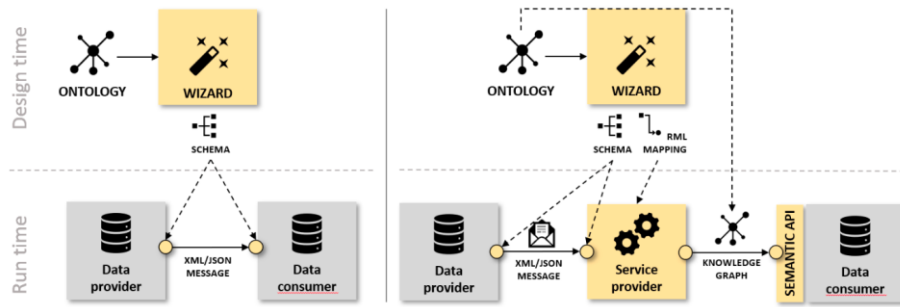 Design time
ONTOLOGY
WIZARD
SCHEMA
Run time
Data
provider
XML/JSON
MESSAGE
Data
consumer
ONTOLOGY
WIZARD
SCHEMA
RML
MAPPING
Data
provider
XML/JSON
MESSAGE
Service
provider
KNOWLEDGE
GRAPH
SEMANTIC API
Data
consumer